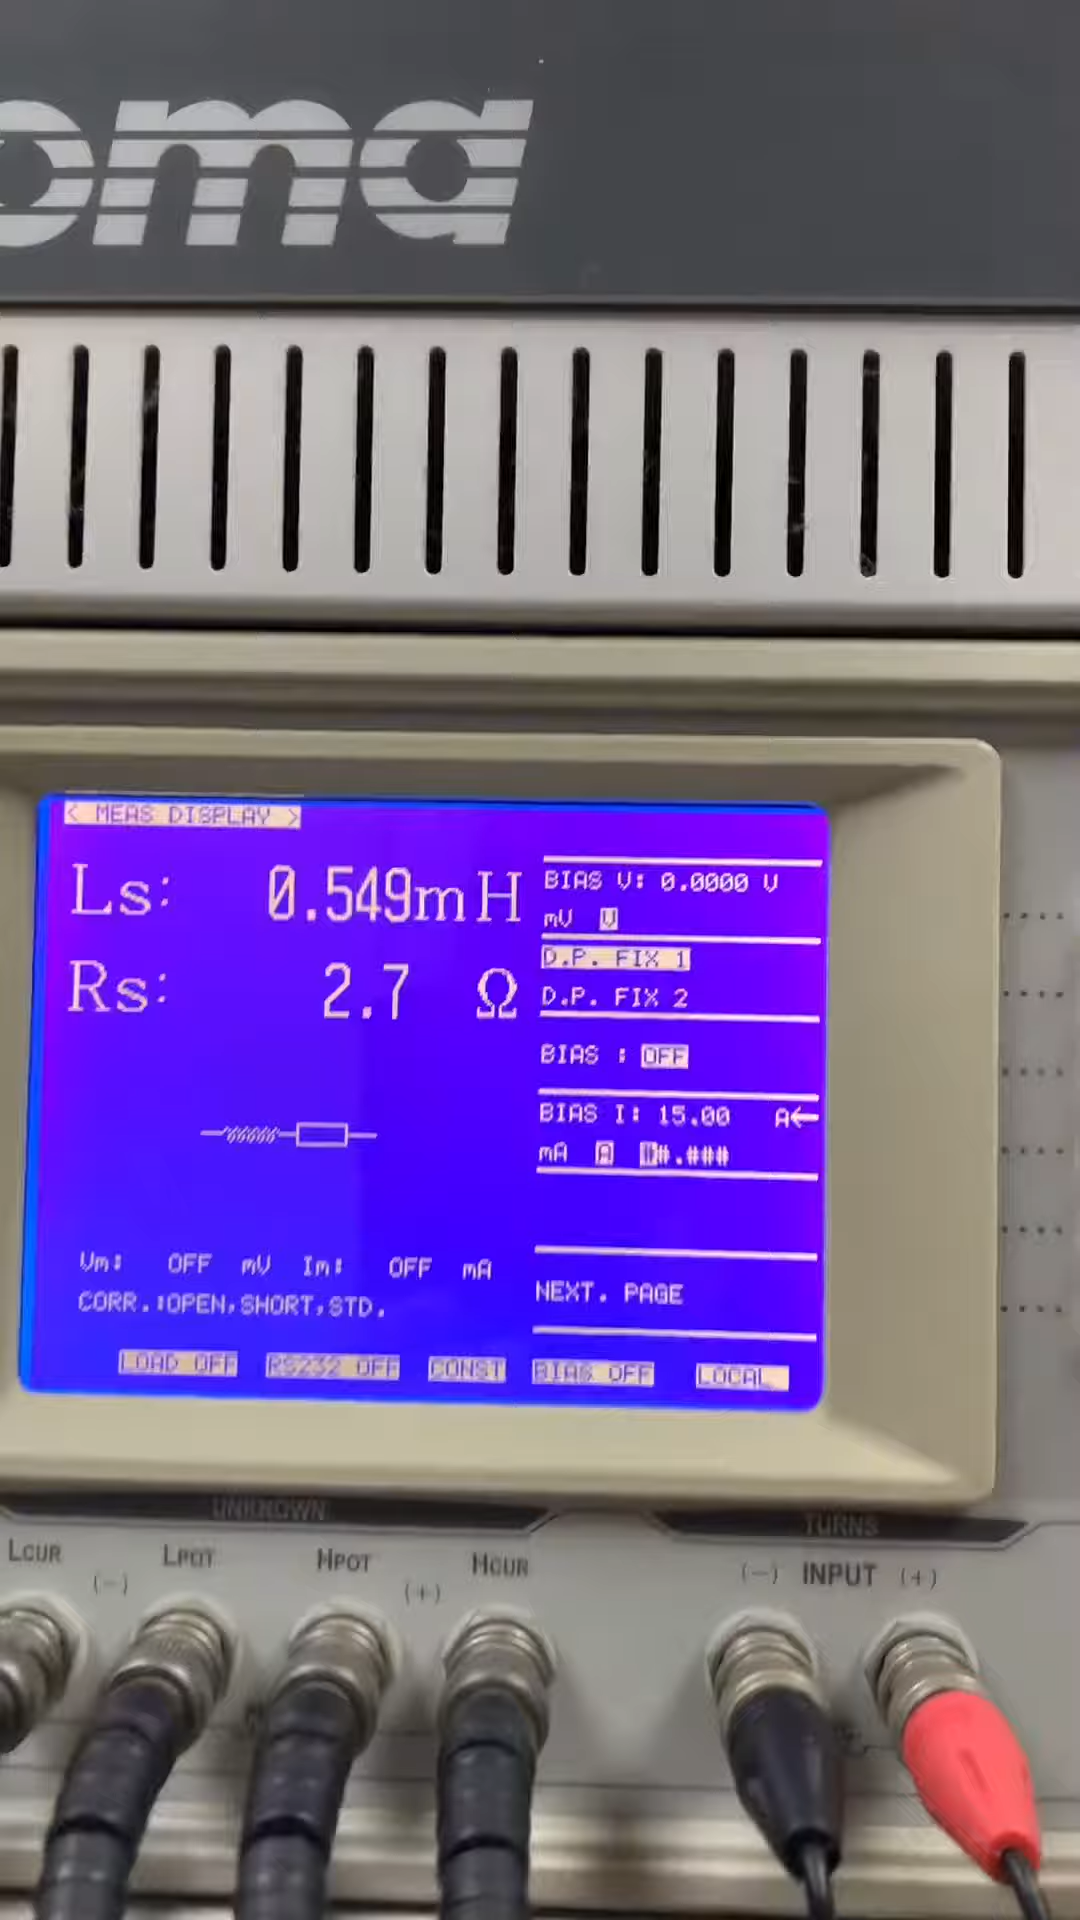 oma
< MEAS DISPLAY >
Ls: 0.549mH
Rs: 2.7 Ω
BIAS V: 0.0000 V
mV V
D.P. FIX 1
D.P. FIX 2
BIAS : OFF
BIAS I: 15.00 A←
mA A ##.###
NEXT. PAGE
Vm: OFF mV Im: OFF mA
CORR.:OPEN,SHORT,STD.
LOAD OFF RS232 OFF CONST BIAS OFF LOCAL
UNKNOWN
TURNS
LCUR LPOT HPOT HCUR
(-) (+)
(-) INPUT (+)